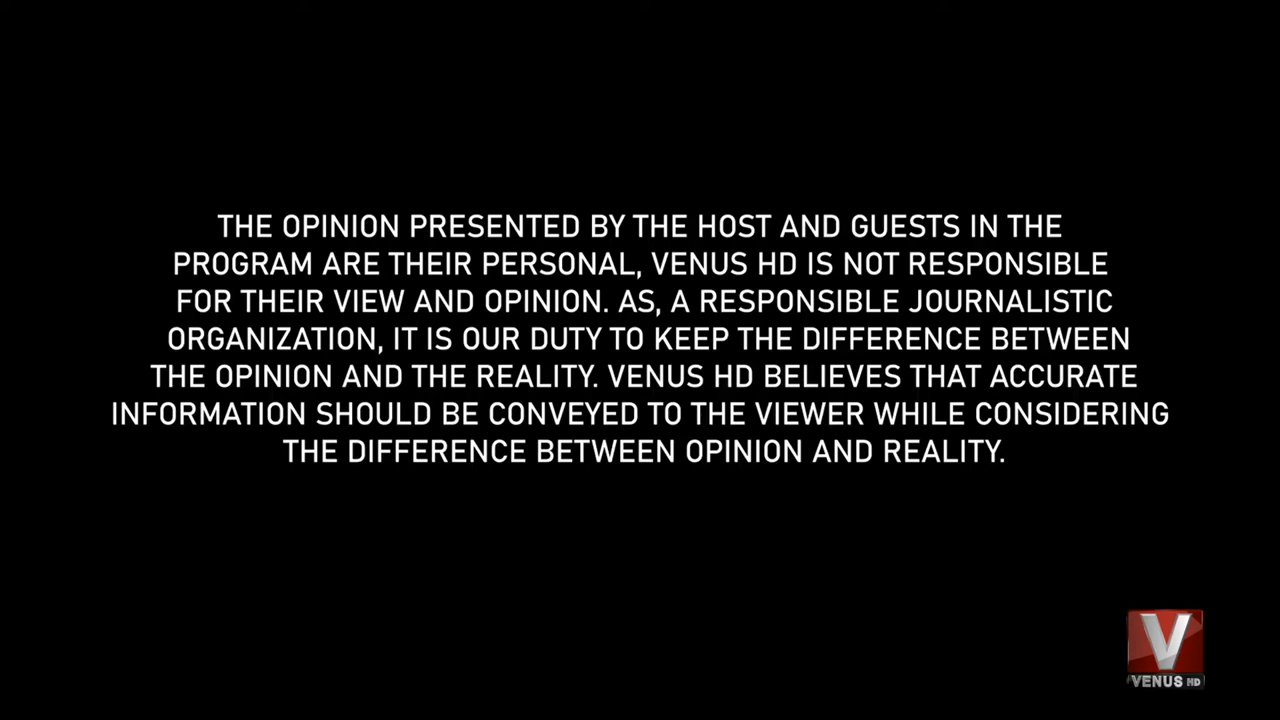 THE OPINION PRESENTED BY THE HOST AND GUESTS IN THE
PROGRAM ARE THEIR PERSONAL, VENUS HD IS NOT RESPONSIBLE
FOR THEIR VIEW AND OPINION. AS, A RESPONSIBLE JOURNALISTIC
ORGANIZATION, IT IS OUR DUTY TO KEEP THE DIFFERENCE BETWEEN
THE OPINION AND THE REALITY. VENUS HD BELIEVES THAT ACCURATE
INFORMATION SHOULD BE CONVEYED TO THE VIEWER WHILE CONSIDERING
THE DIFFERENCE BETWEEN OPINION AND REALITY.
V
VENUS HD